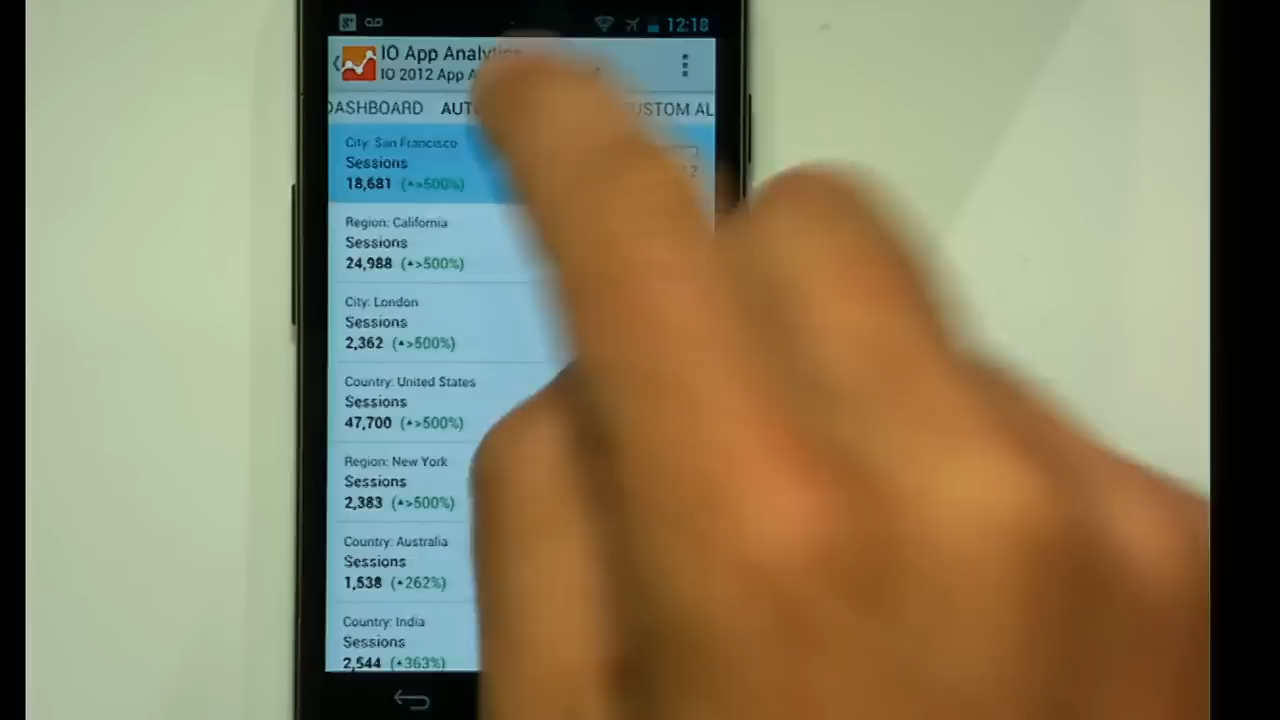 8+ 12:18
IO App Analytics
IO 2012 App A
DASHBOARD AUT USTOM AL
City: San Francisco
Sessions
18,681 (▲>500%)
Region: California
Sessions
24,988 (▲>500%)
City: London
Sessions
2,362 (▲>500%)
Country: United States
Sessions
47,700 (▲>500%)
Region: New York
Sessions
2,383 (▲>500%)
Country: Australia
Sessions
1,538 (▲262%)
Country: India
Sessions
2,544 (▲363%)